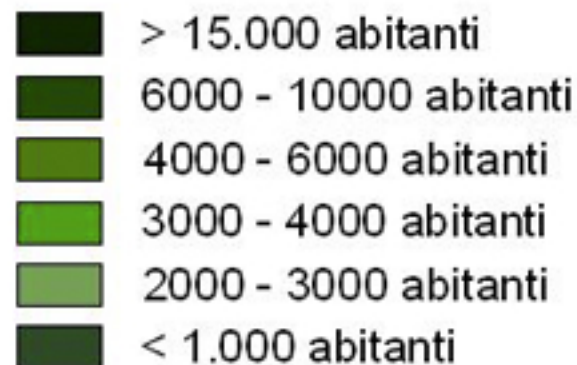 > 15.000 abitanti
6000 - 10000 abitanti
4000 - 6000 abitanti
3000 - 4000 abitanti
2000 - 3000 abitanti
< 1.000 abitanti